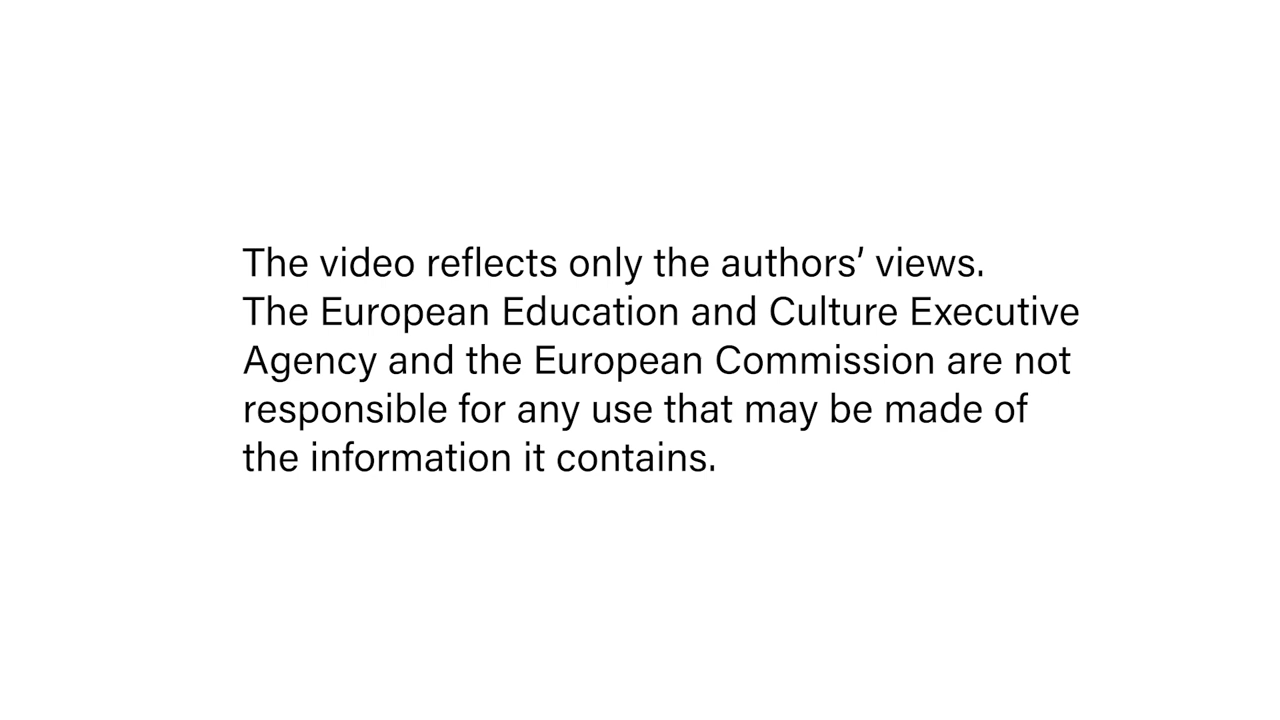 The video reflects only the authors’ views.
The European Education and Culture Executive
Agency and the European Commission are not
responsible for any use that may be made of
the information it contains.